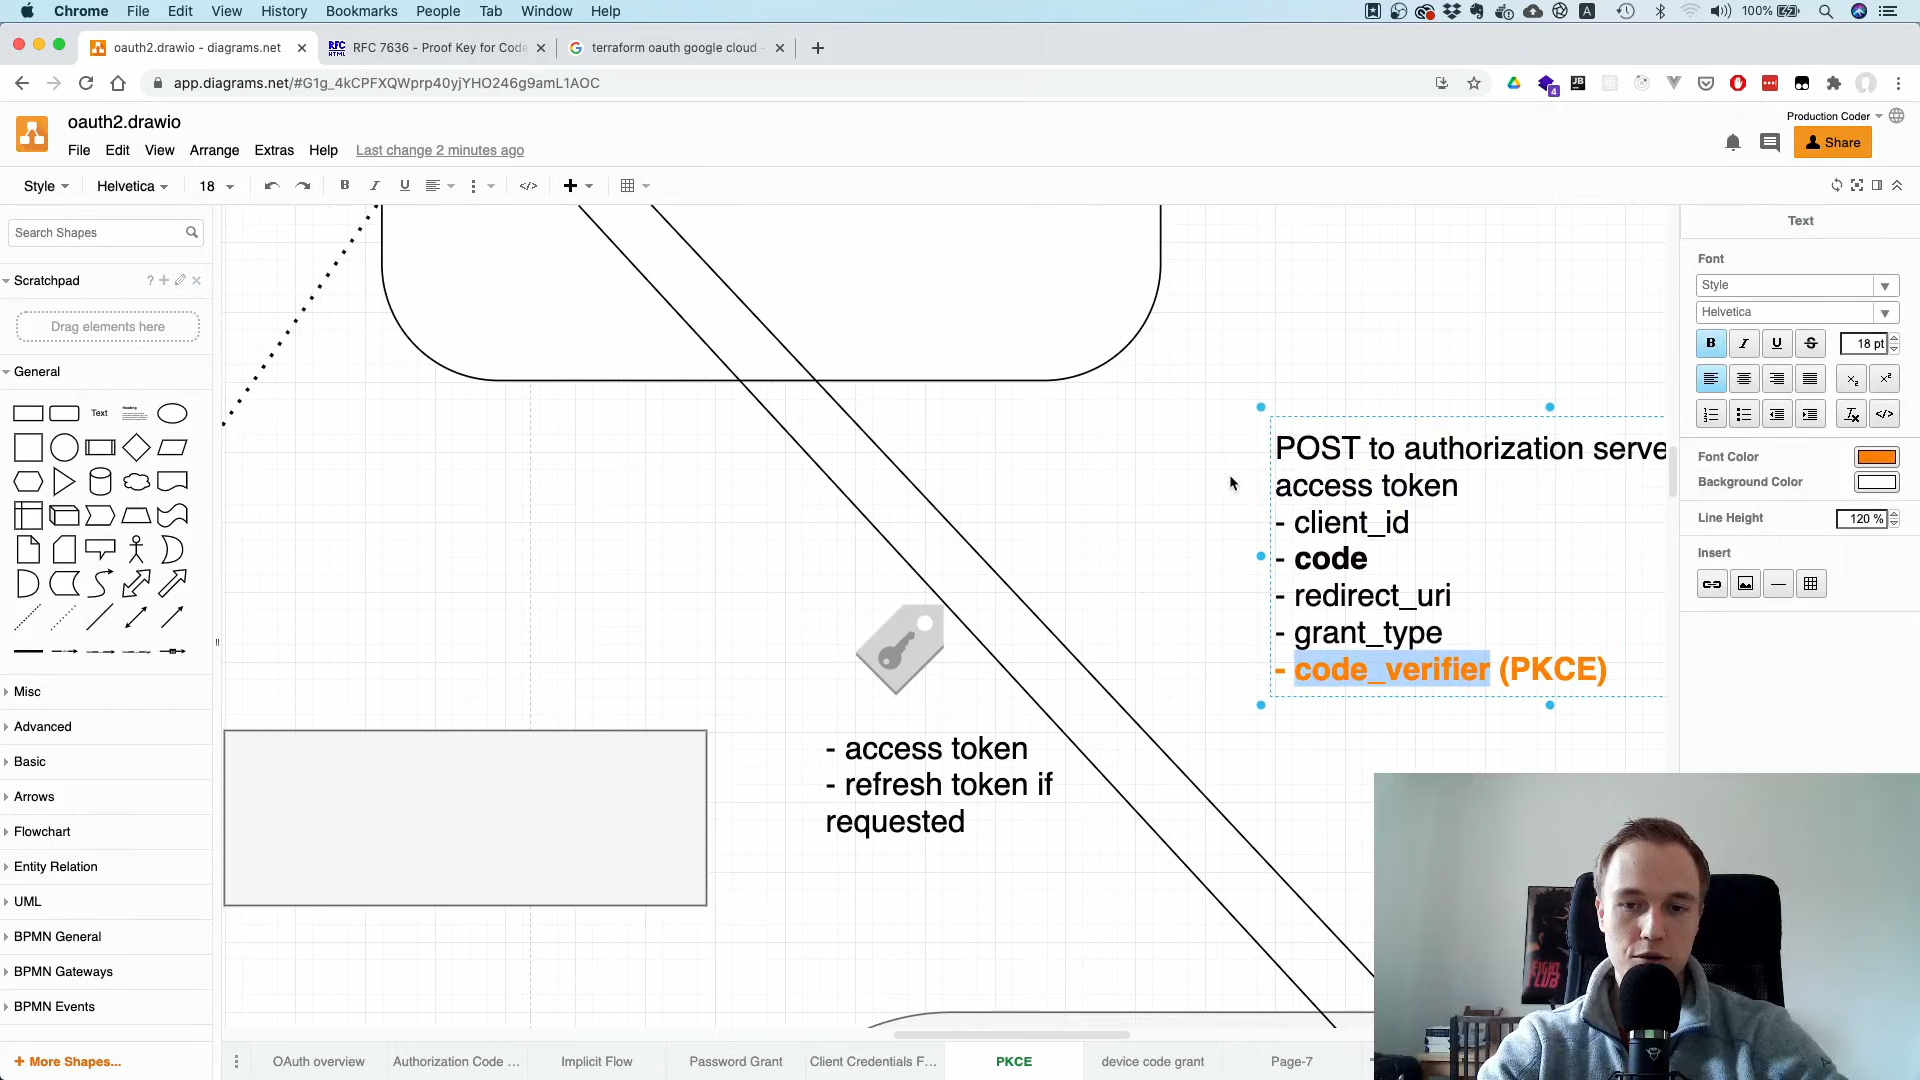 Chrome File Edit View History Bookmarks People Tab Window Help
100%
oauth2.drawio - diagrams.net
RFC 7636 - Proof Key for Code
terraform oauth google cloud -
app.diagrams.net/#G1g_4kCPFXQWprp40yjYHO246g9amL1AOC
oauth2.drawio
Production Coder
File Edit View Arrange Extras Help Last change 2 minutes ago
Share
Style Helvetica 18
Search Shapes
Text
Scratchpad
Font
Style
Drag elements here
Helvetica
General
18 pt
Text
Heading
POST to authorization serve
access token
- client_id
- code
- redirect_uri
- grant_type
- code_verifier (PKCE)
Font Color
Background Color
Line Height 120 %
Insert
- access token
- refresh token if
requested
Misc
Advanced
Basic
Arrows
Flowchart
Entity Relation
UML
BPMN General
BPMN Gateways
BPMN Events
FIGHT
CLUB
+ More Shapes...
OAuth overview Authorization Code ... Implicit Flow Password Grant Client Credentials F... PKCE device code grant Page-7